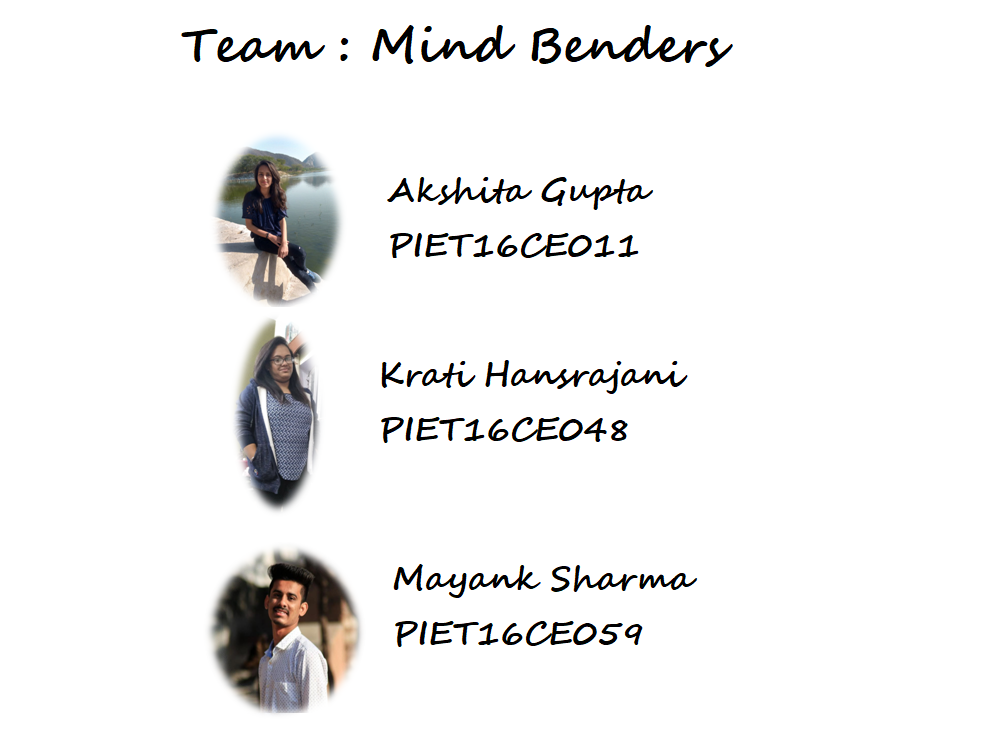 Team : Mind Benders
Akshita Gupta
PIET16CE011
Krati Hansrajani
PIET16CE048
Mayank Sharma
PIET16CE059